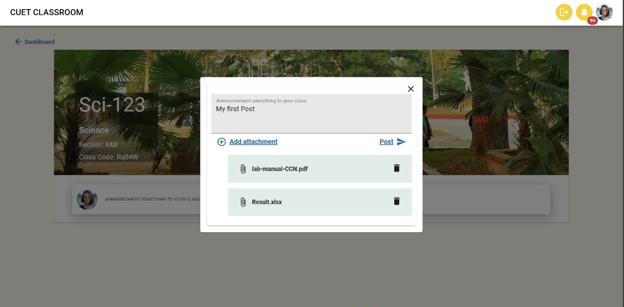 CUET CLASSROOM
Dashboard
Sci-123
Science
Section: A&B
Class Code: Rq04W
ANNOUNCEMENT SOMETHING TO YOUR CLASS
Announcement something to your class
My first Post
Add attachment
Post
lab-manual-CCN.pdf
Result.xlsx